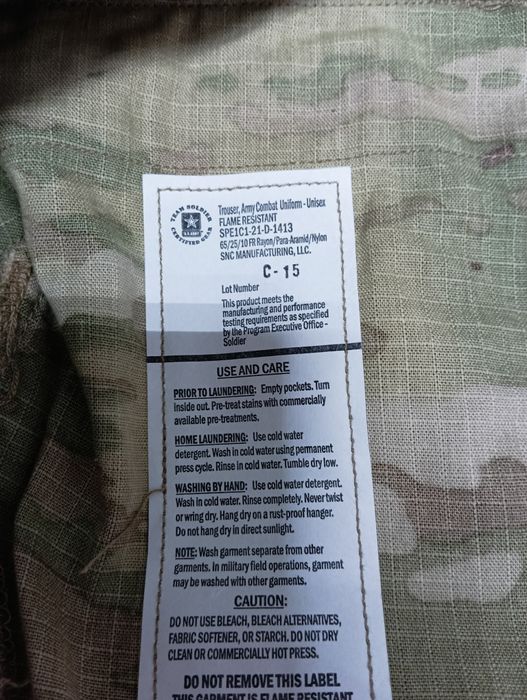 TEAM SOLDIER
U.S. ARMY
CERTIFIED GEAR
Trouser, Army Combat Uniform - Unisex
FLAME RESISTANT
SPE1C1-21-D-1413
65/25/10 FR Rayon/Para-Aramid/Nylon
SNC MANUFACTURING, LLC.
C-15
Lot Number
This product meets the
manufacturing and performance
testing requirements as specified
by the Program Executive Office -
Soldier
USE AND CARE
PRIOR TO LAUNDERING: Empty pockets. Turn
inside out. Pre-treat stains with commercially
available pre-treatments.
HOME LAUNDERING: Use cold water
detergent. Wash in cold water using permanent
press cycle. Rinse in cold water. Tumble dry low.
WASHING BY HAND: Use cold water detergent.
Wash in cold water. Rinse completely. Never twist
or wring dry. Hang dry on a rust-proof hanger.
Do not hang dry in direct sunlight.
NOTE: Wash garment separate from other
garments. In military field operations, garment
may be washed with other garments.
CAUTION:
DO NOT USE BLEACH, BLEACH ALTERNATIVES,
FABRIC SOFTENER, OR STARCH. DO NOT DRY
CLEAN OR COMMERCIALLY HOT PRESS.
DO NOT REMOVE THIS LABEL
THIS GARMENT IS FLAME RESISTANT